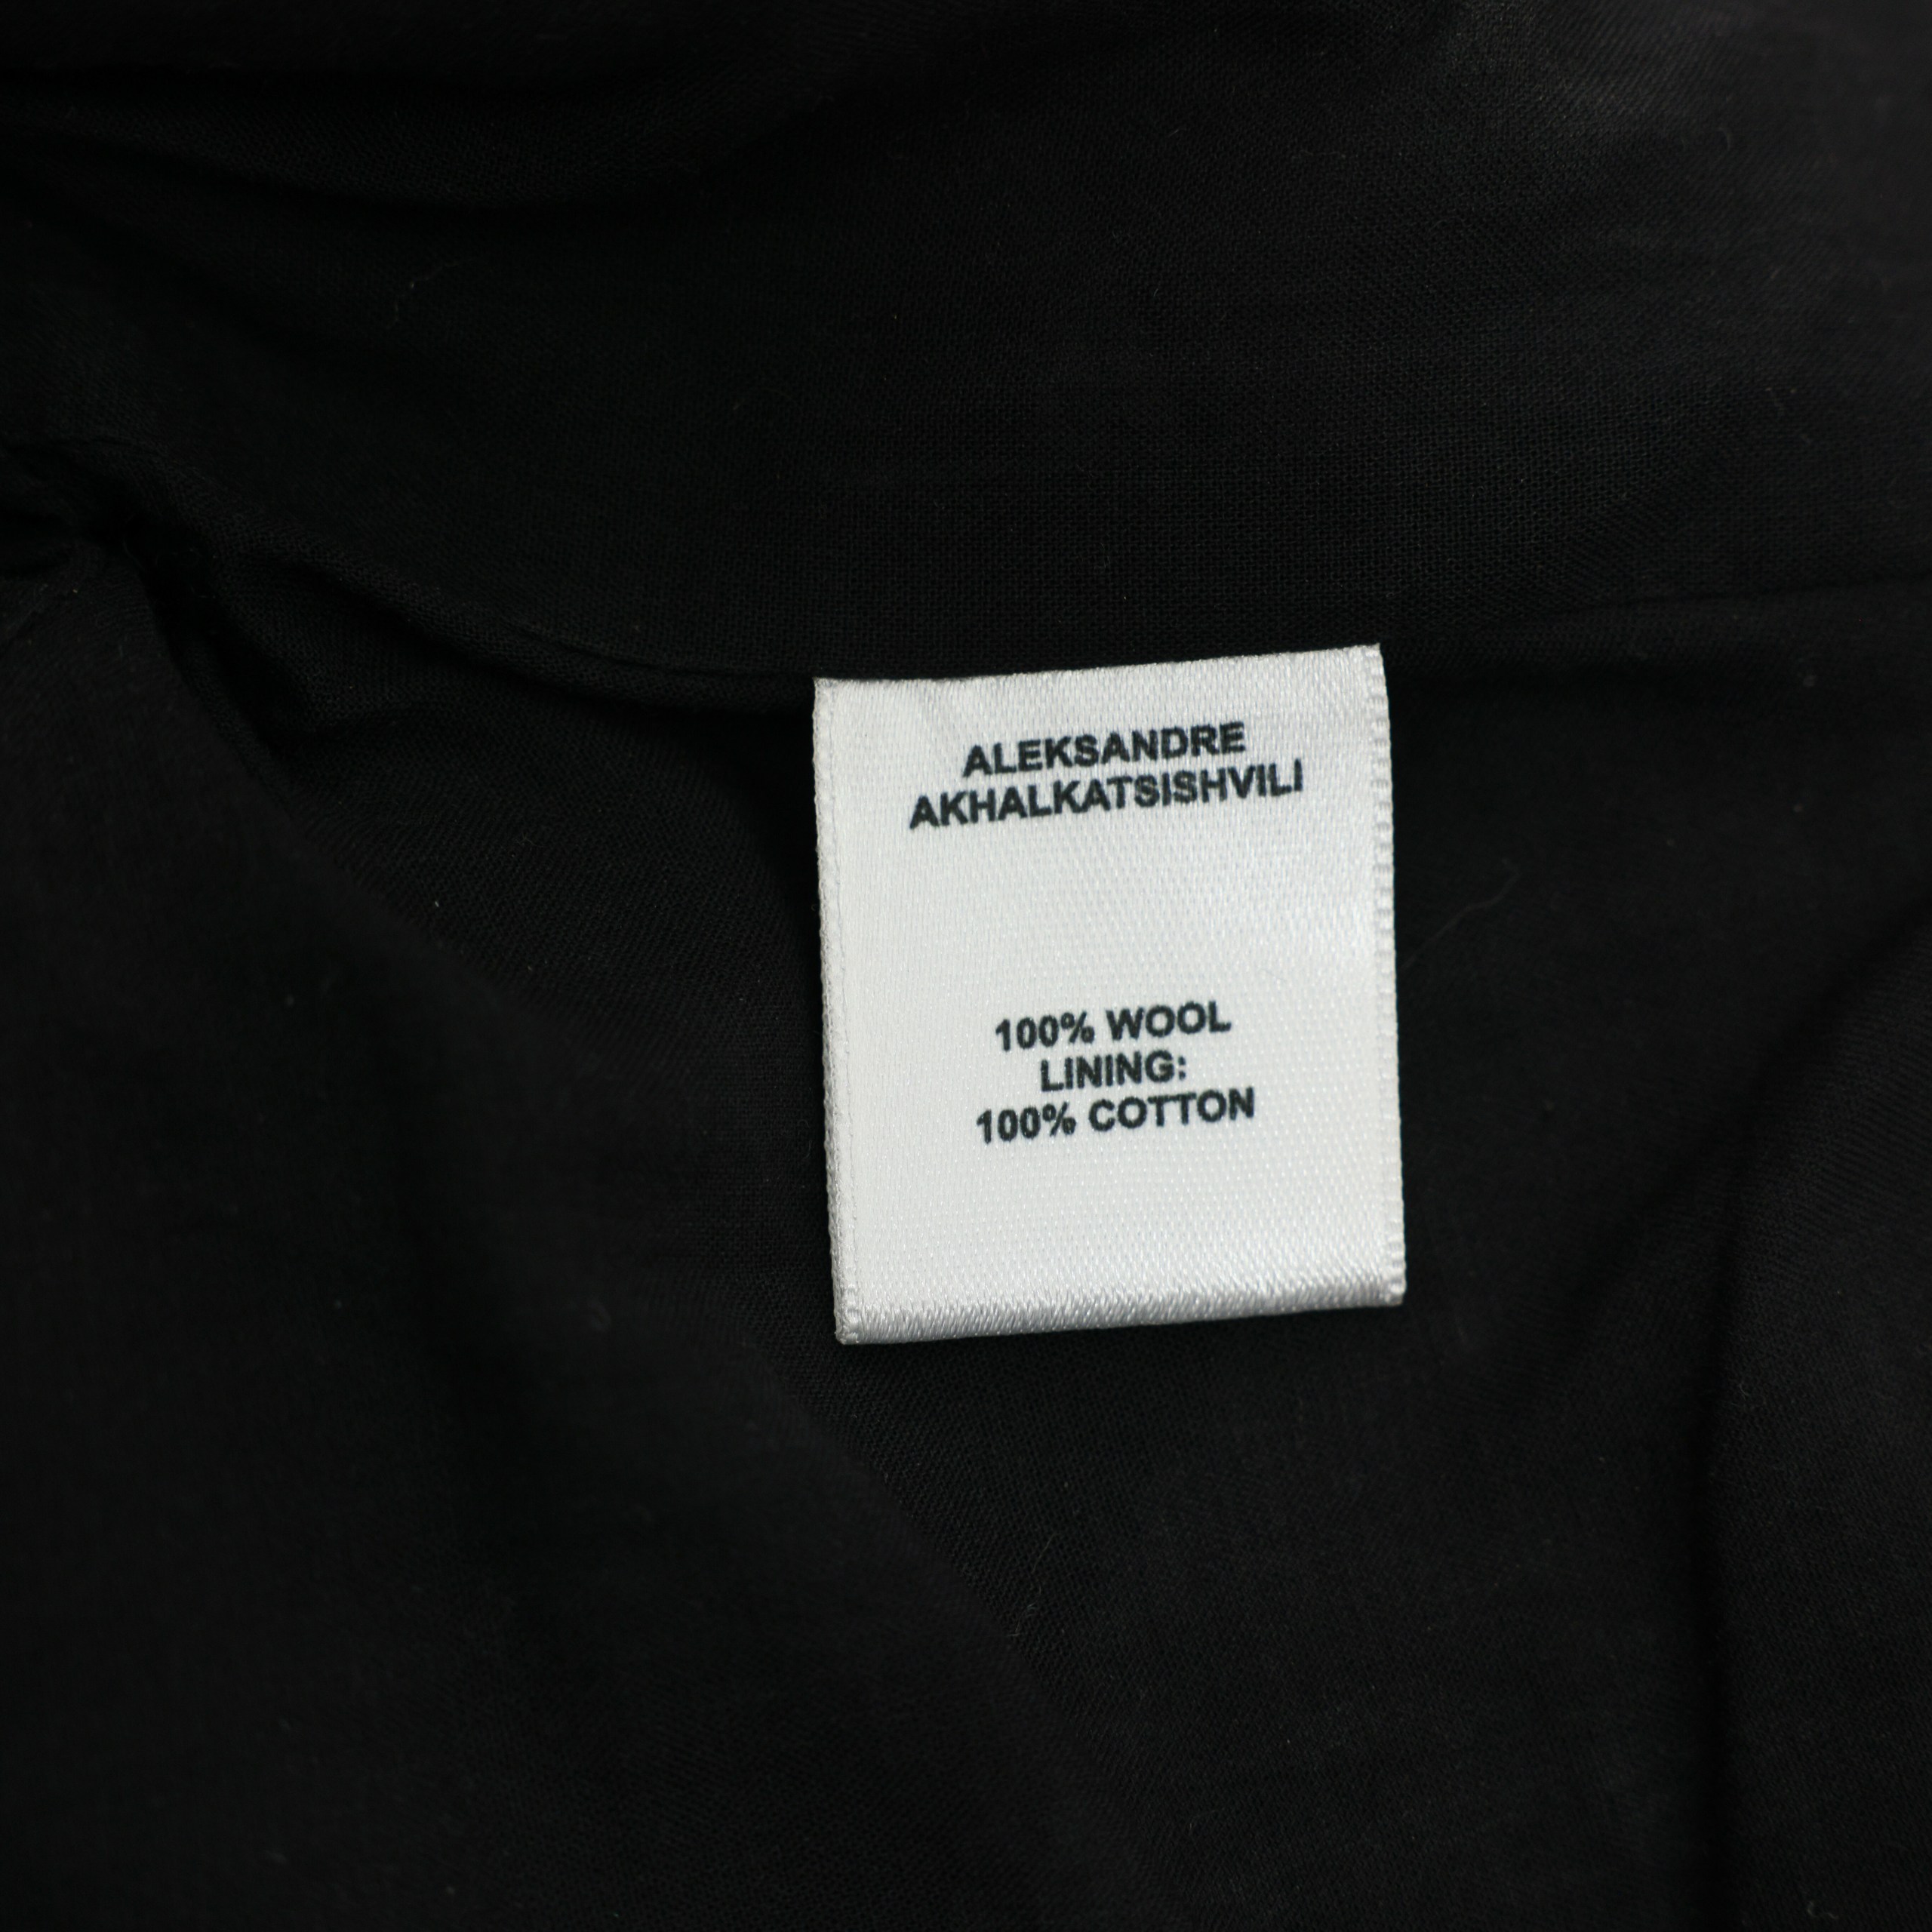 ALEKSANDRE
AKHALKATSISHVILI
100% WOOL
LINING:
100% COTTON